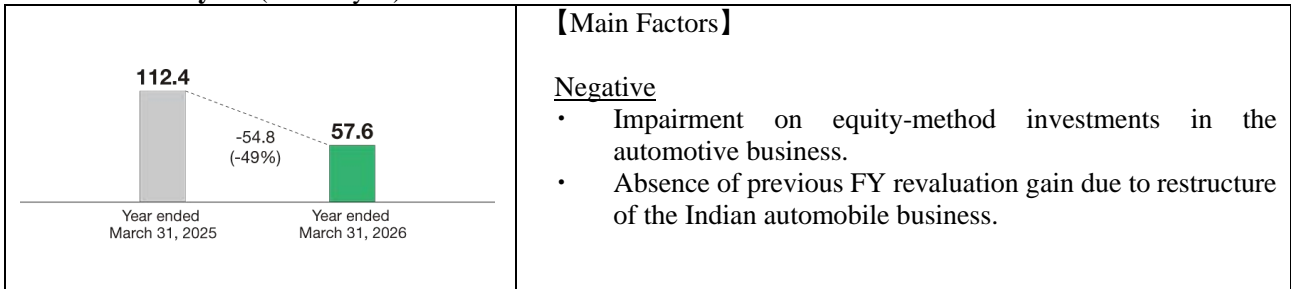 112.4
-54.8
(-49%)
57.6
Year ended
March 31, 2025
Year ended
March 31, 2026
【Main Factors】
Negative
・ Impairment on equity-method investments in the
automotive business.
・ Absence of previous FY revaluation gain due to restructure
of the Indian automobile business.